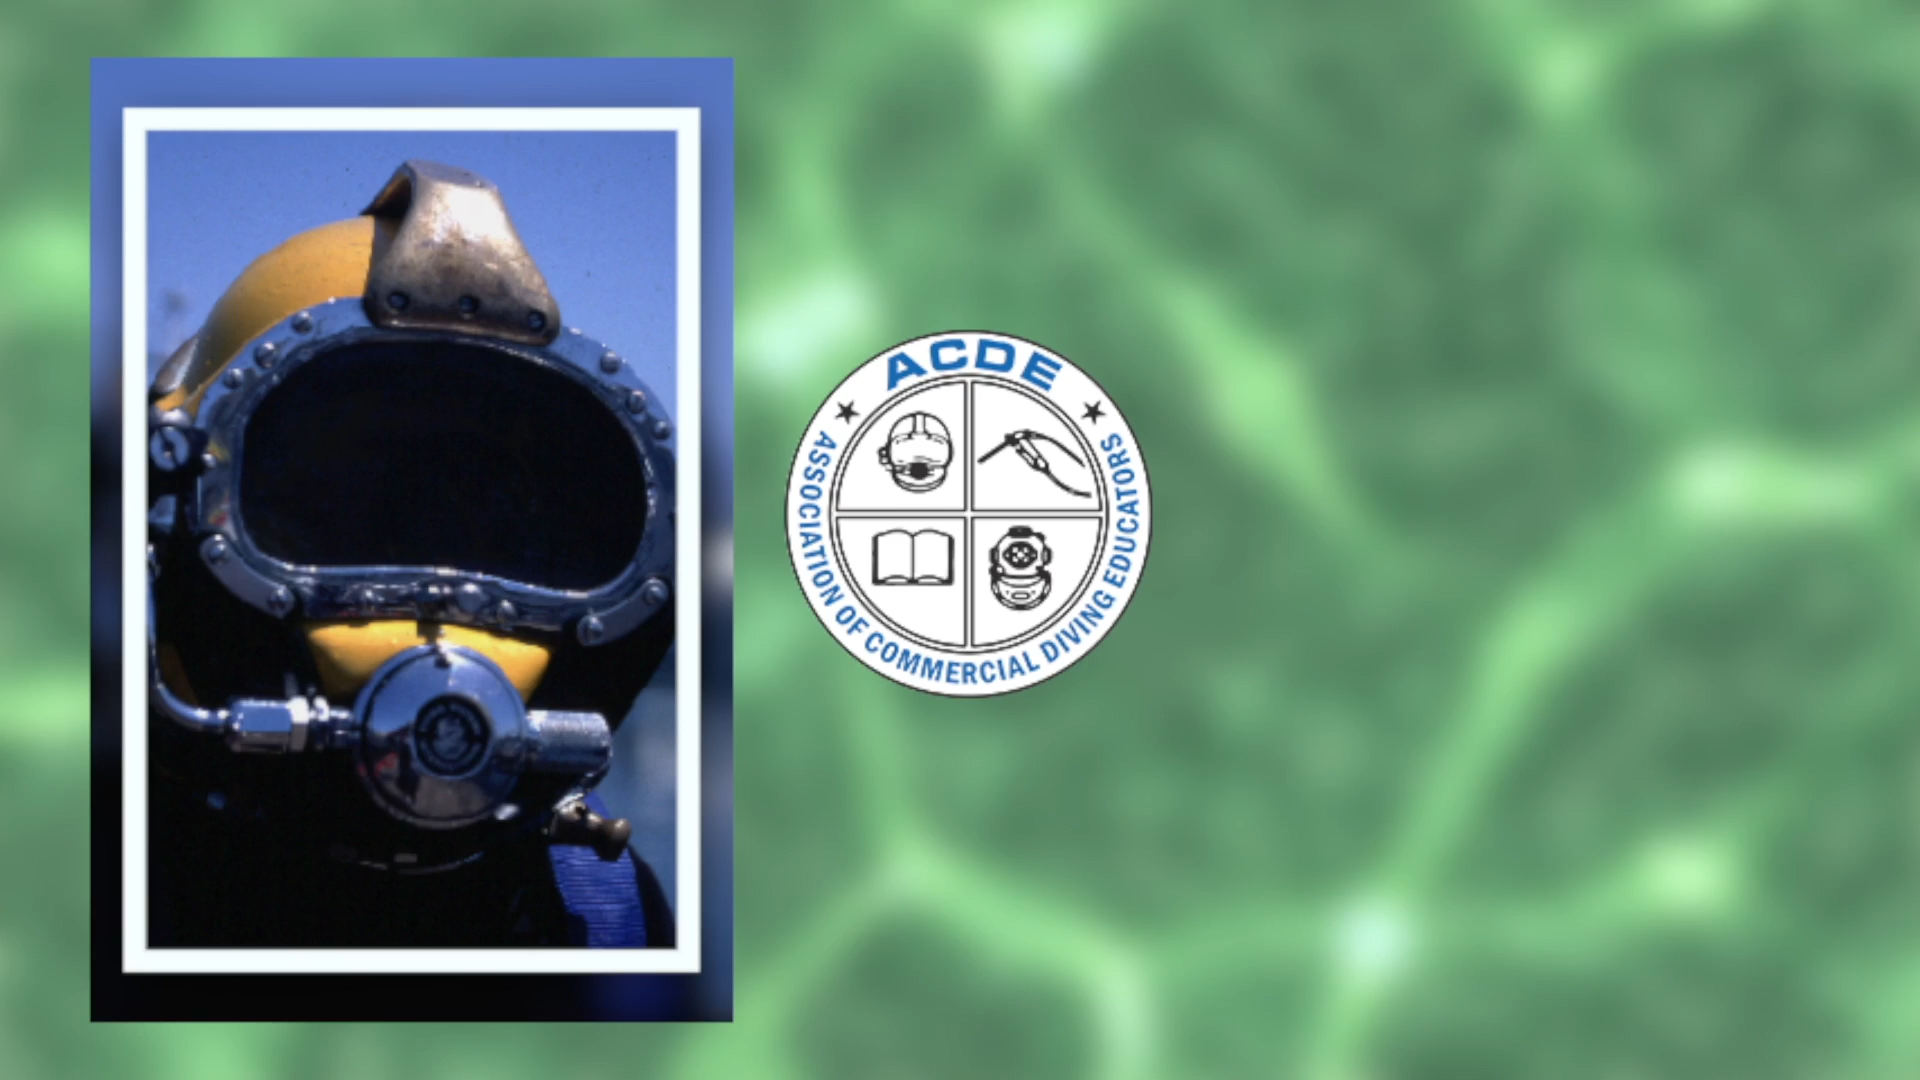 ACDE
ASSOCIATION OF COMMERCIAL DIVING EDUCATORS